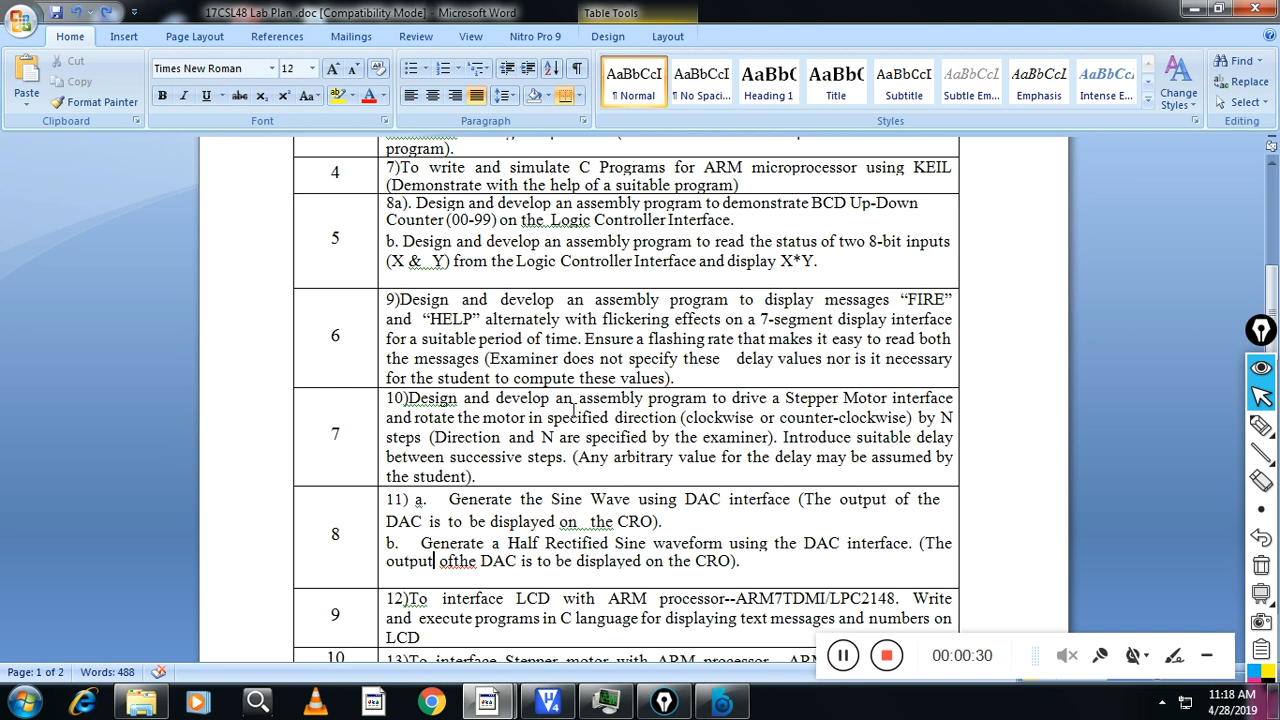 17CSL48 Lab Plan .doc [Compatibility Mode] - Microsoft Word
Table Tools
Home Insert Page Layout References Mailings Review View Nitro Pro 9 Design Layout
Cut
Copy
Format Painter
Paste
Clipboard
Times New Roman 12
Font
Paragraph
AaBbCcI AaBbCcI AaBbC AaBbC AaBbCcI AaBbCcI AaBbCcI AaBbCcI
¶ Normal ¶ No Spaci... Heading 1 Title Subtitle Subtle Em... Emphasis Intense E...
Styles
Change Styles
Find
Replace
Select
Editing
program).
4
7)To write and simulate C Programs for ARM microprocessor using KEIL
(Demonstrate with the help of a suitable program)
5
8a). Design and develop an assembly program to demonstrate BCD Up-Down
Counter (00-99) on the Logic Controller Interface.
b. Design and develop an assembly program to read the status of two 8-bit inputs
(X & Y) from the Logic Controller Interface and display X*Y.
6
9)Design and develop an assembly program to display messages “FIRE”
and “HELP” alternately with flickering effects on a 7-segment display interface
for a suitable period of time. Ensure a flashing rate that makes it easy to read both
the messages (Examiner does not specify these delay values nor is it necessary
for the student to compute these values).
7
10)Design and develop an assembly program to drive a Stepper Motor interface
and rotate the motor in specified direction (clockwise or counter-clockwise) by N
steps (Direction and N are specified by the examiner). Introduce suitable delay
between successive steps. (Any arbitrary value for the delay may be assumed by
the student).
8
11) a. Generate the Sine Wave using DAC interface (The output of the
DAC is to be displayed on the CRO).
b. Generate a Half Rectified Sine waveform using the DAC interface. (The
output ofthe DAC is to be displayed on the CRO).
9
12)To interface LCD with ARM processor--ARM7TDMI/LPC2148. Write
and execute programs in C language for displaying text messages and numbers on
LCD
10
13)To interface Stepper motor with ARM processor
00:00:30
Page: 1 of 2 Words: 488
11:18 AM
4/28/2019